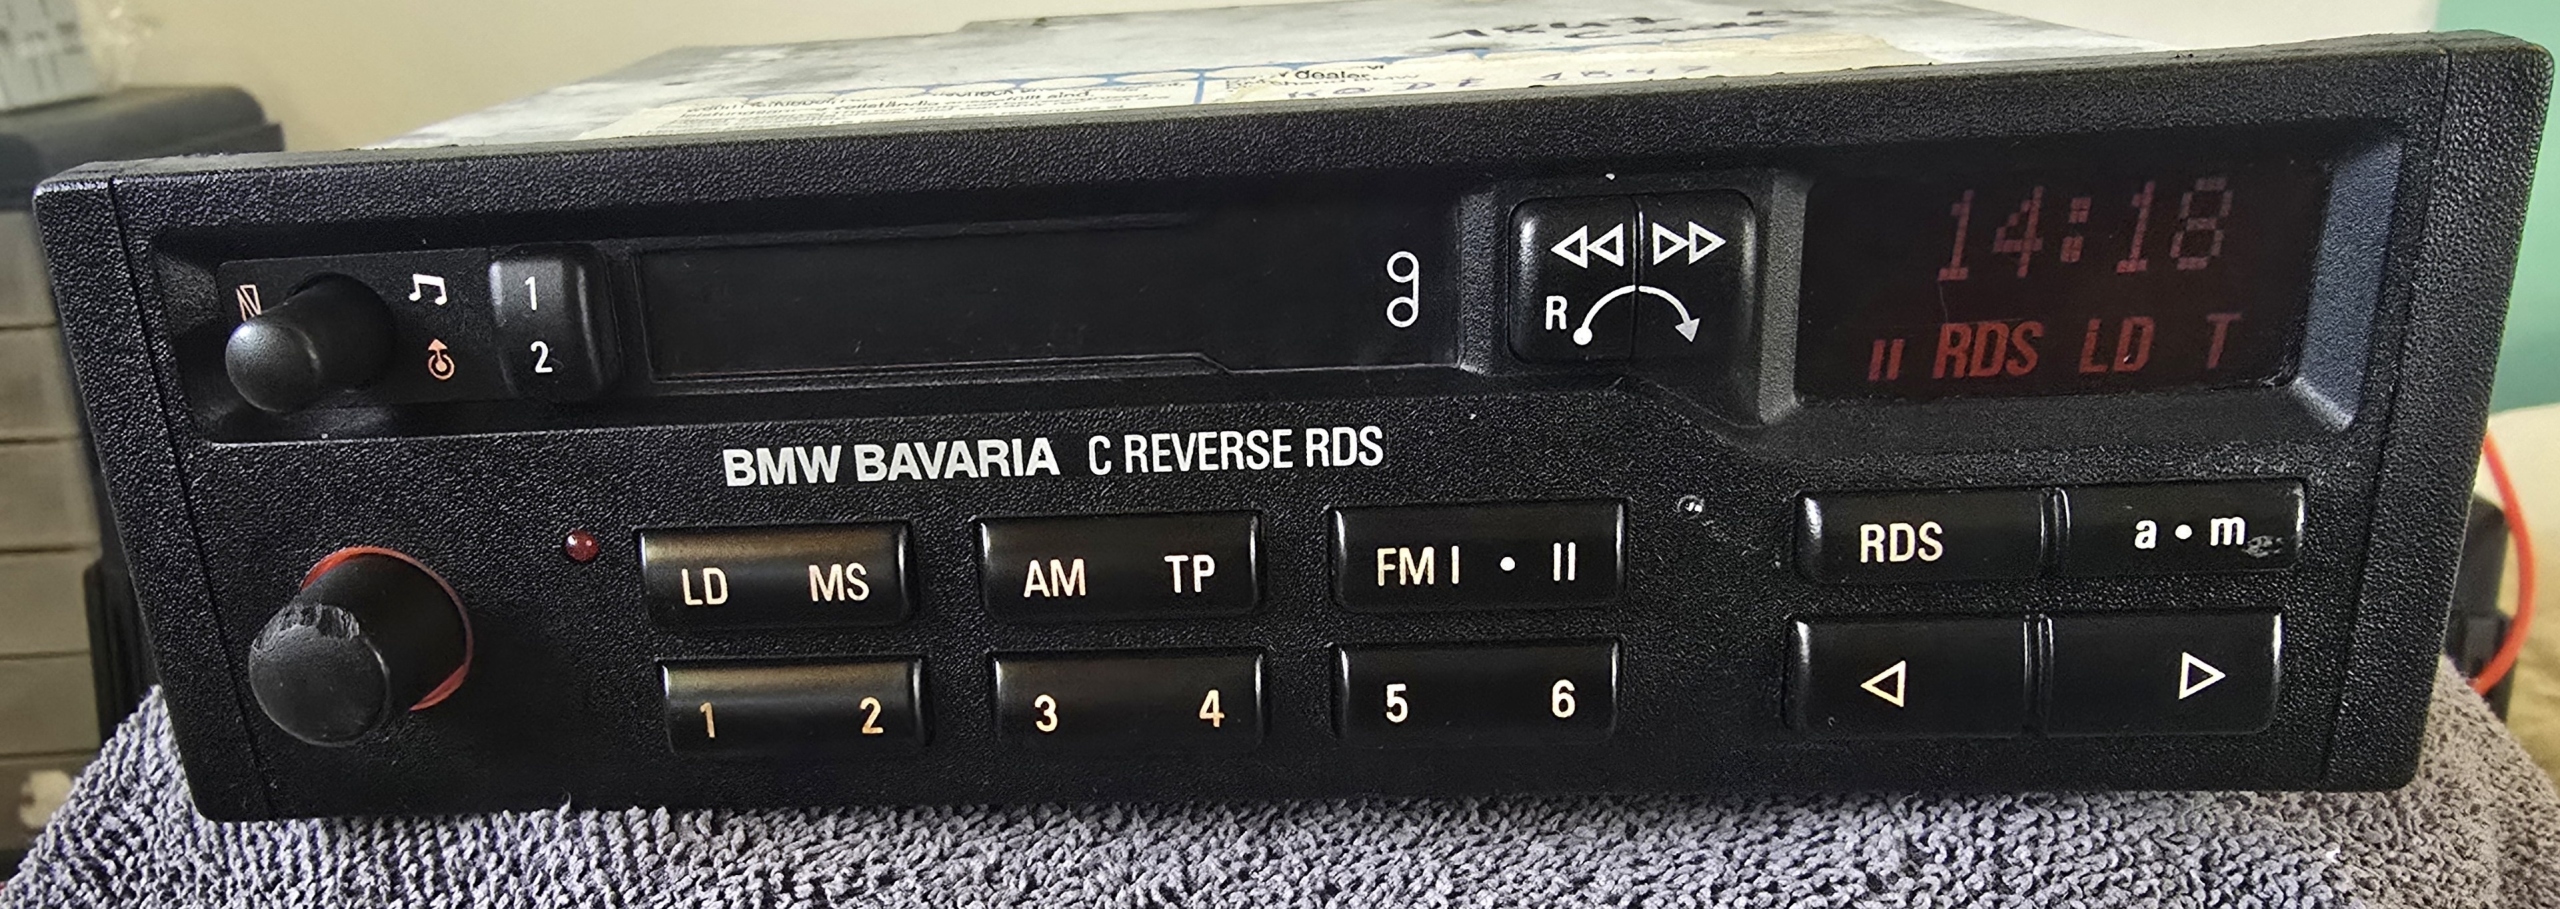 dealer
1
2
R
14:18
II RDS LD T
BMW BAVARIA C REVERSE RDS
LD MS
AM TP
FM I • II
RDS
a • m
1 2
3 4
5 6